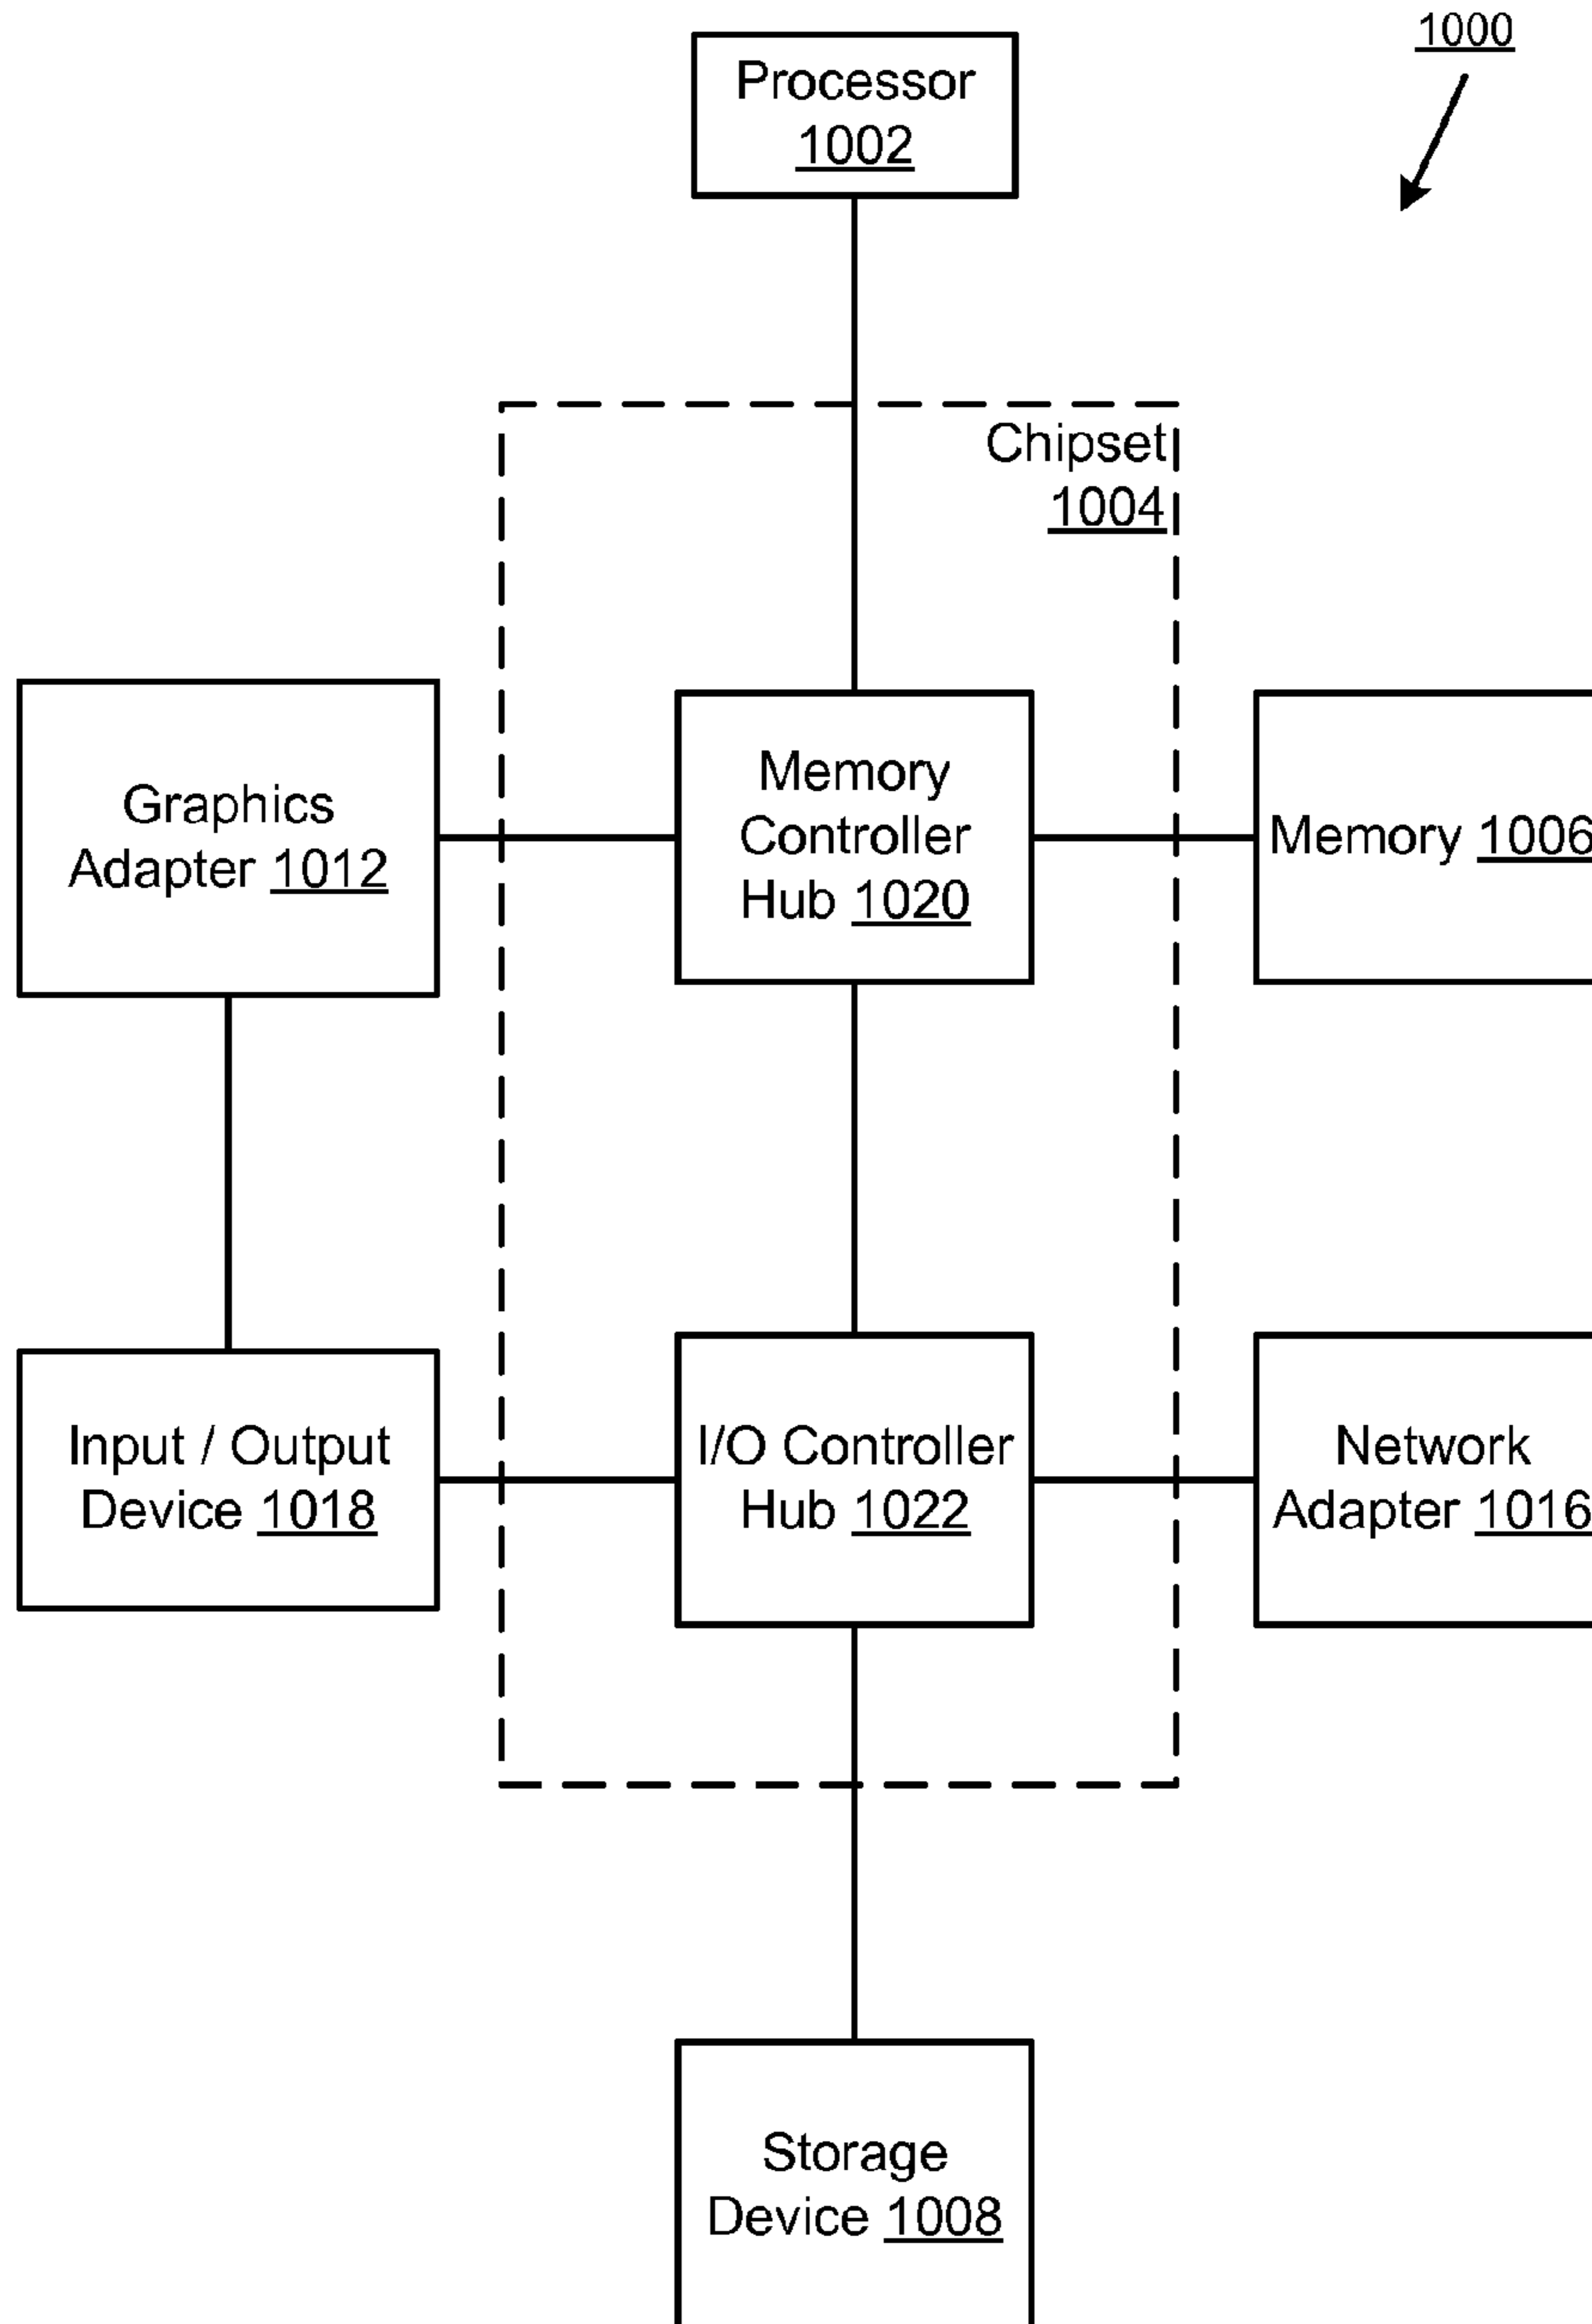 1000
Processor
1002
Chipset
1004
Graphics
Adapter 1012
Memory
Controller
Hub 1020
Memory 1006
Input / Output
Device 1018
I/O Controller
Hub 1022
Network
Adapter 1016
Storage
Device 1008